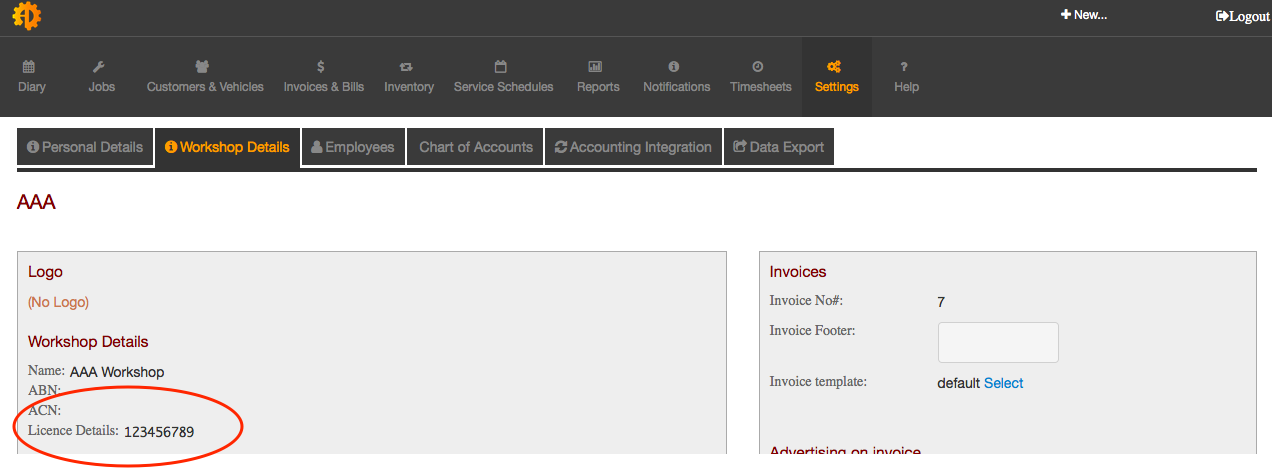 New...
Logout
Diary
Jobs
Customers & Vehicles
Invoices & Bills
Inventory
Service Schedules
Reports
Notifications
Timesheets
Settings
Help
Personal Details
Workshop Details
Employees
Chart of Accounts
Accounting Integration
Data Export
AAA
Logo
(No Logo)
Workshop Details
Name: AAA Workshop
ABN:
ACN:
Licence Details: 123456789
Invoices
Invoice No#: 7
Invoice Footer:
Invoice template: default Select
Advertising on invoice